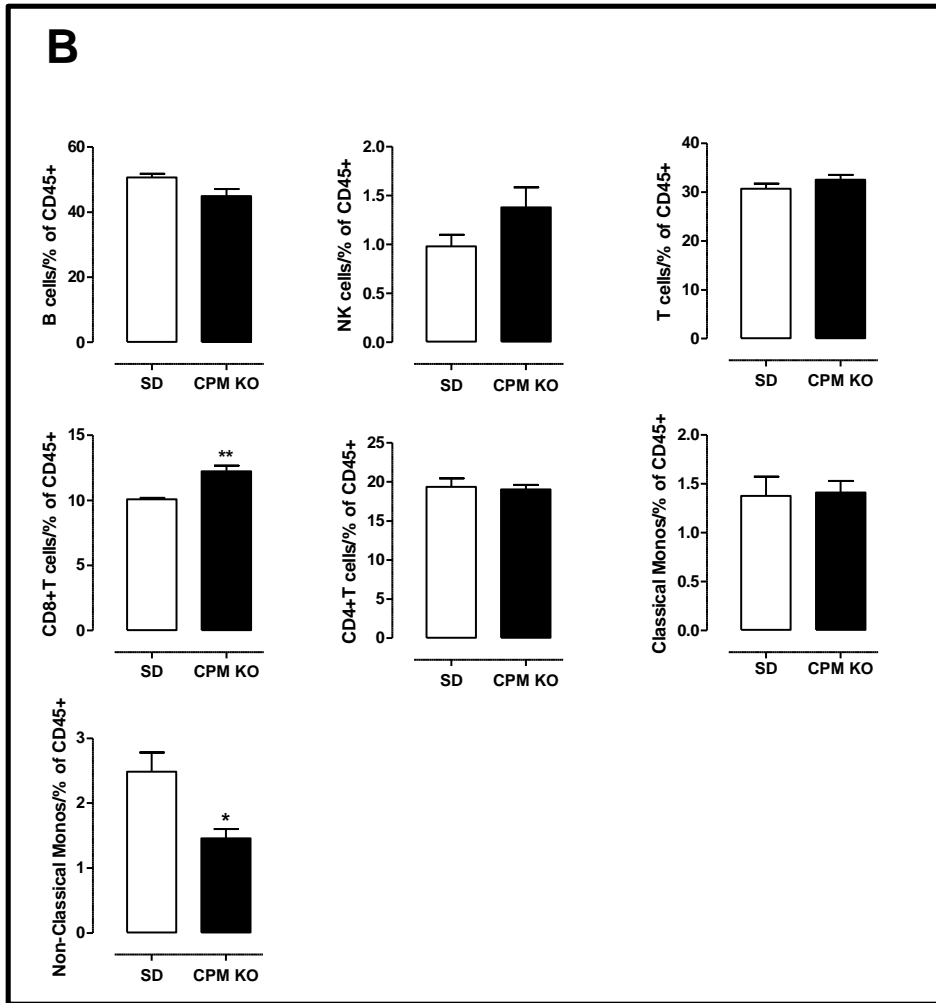 B
B cells/% of CD45+
60
40
20
0
SD CPM KO
NK cells/% of CD45+
2.0
1.5
1.0
0.5
0.0
SD CPM KO
T cells/% of CD45+
40
30
20
10
0
SD CPM KO
CD8+T cells/% of CD45+
15
10
5
0
**
SD CPM KO
CD4+T cells/% of CD45+
25
20
15
10
5
0
SD CPM KO
Classical Monos/% of CD45+
2.0
1.5
1.0
0.5
0.0
SD CPM KO
Non-Classical Monos/% of CD45+
3
2
1
0
*
SD CPM KO